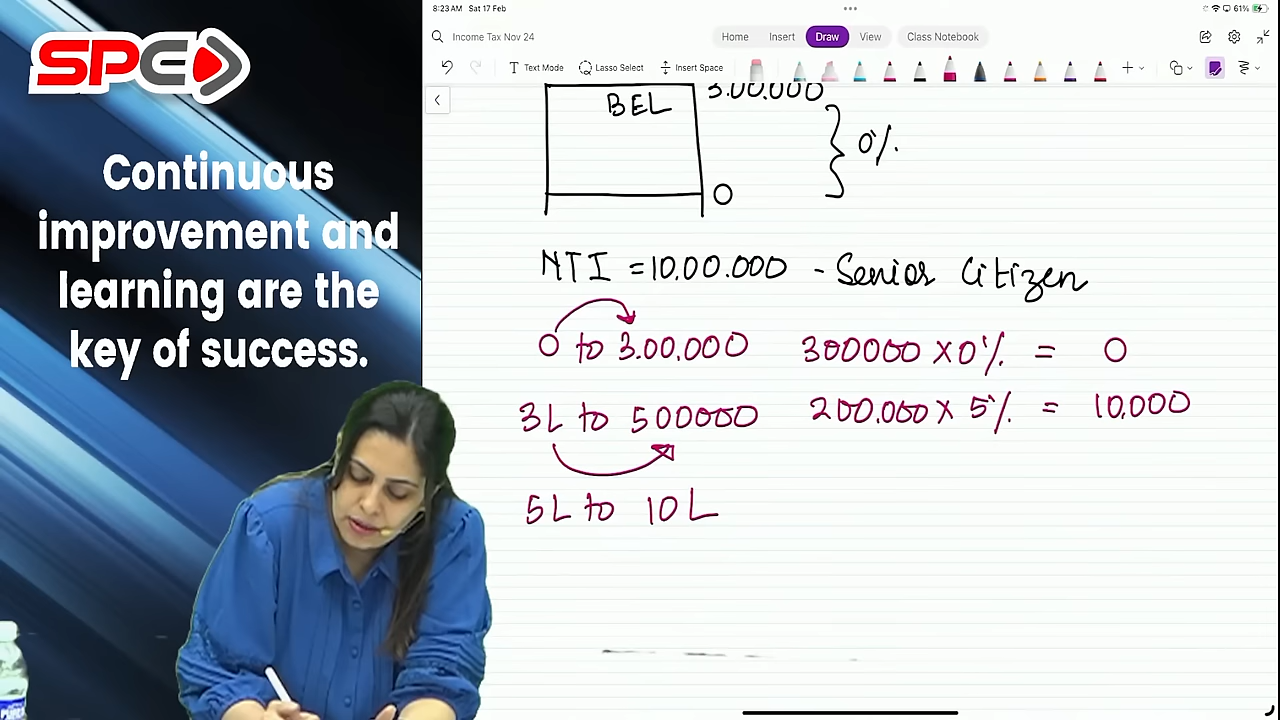 SPE
Continuous
improvement and
learning are the
key of success.
8:23 AM Sat 17 Feb
61%
Income Tax Nov 24
Home Insert Draw View Class Notebook
Text Mode Lasso Select Insert Space
BEL
3.00.000
0%
0
NTI = 10,00.000 - Senior Citizen
0 to 3.00.000 300000 X 0% = 0
3L to 500000 200.000 X 5% = 10,000
5L to 10L